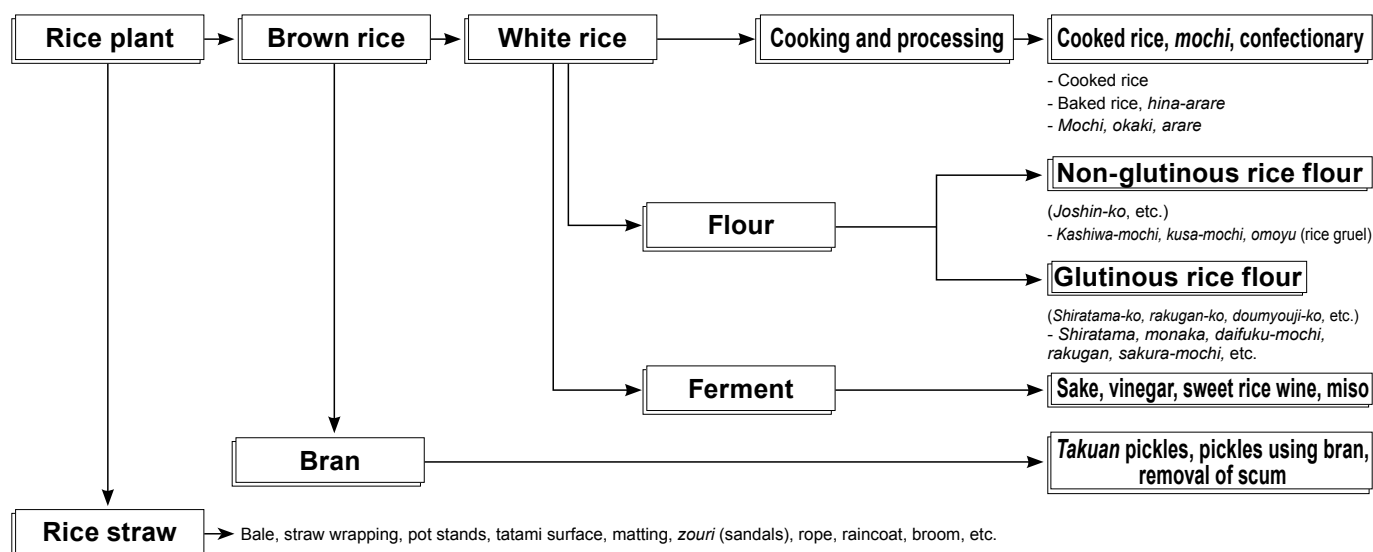 Rice plant
Brown rice
White rice
Cooking and processing
Cooked rice, mochi, confectionary
- Cooked rice
- Baked rice, hina-arare
- Mochi, okaki, arare
Non-glutinous rice flour
(Joshin-ko, etc.)
- Kashiwa-mochi, kusa-mochi, omoyu (rice gruel)
Flour
Glutinous rice flour
(Shiratama-ko, rakugan-ko, doumyouji-ko, etc.)
- Shiratama, monaka, daifuku-mochi,
rakugan, sakura-mochi, etc.
Ferment
Sake, vinegar, sweet rice wine, miso
Bran
Takuan pickles, pickles using bran,
removal of scum
Rice straw
Bale, straw wrapping, pot stands, tatami surface, matting, zouri (sandals), rope, raincoat, broom, etc.